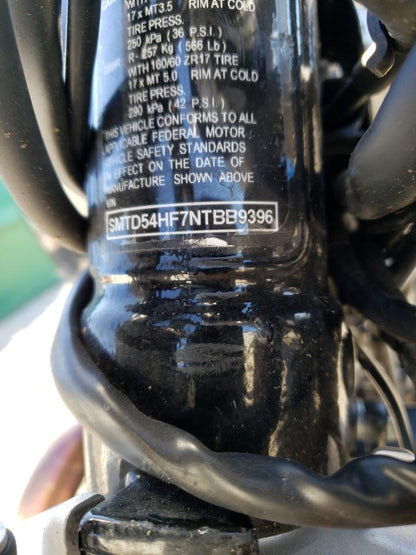 WITH
17 x MT3.5 RIM AT COLD
TIRE PRESS.
250 kPa (36 P.S.I.)
GAWR - R- 257 Kg (566 Lb)
WITH 160/60 ZR17 TIRE
17 x MT 5.0 RIM AT COLD
TIRE PRESS.
290 kPa (42 P.S.I.)
THIS VEHICLE CONFORMS TO ALL
APPLICABLE FEDERAL MOTOR
VEHICLE SAFETY STANDARDS
IN EFFECT ON THE DATE OF
MANUFACTURE SHOWN ABOVE
VIN
SMTD54HF7NTBB9396